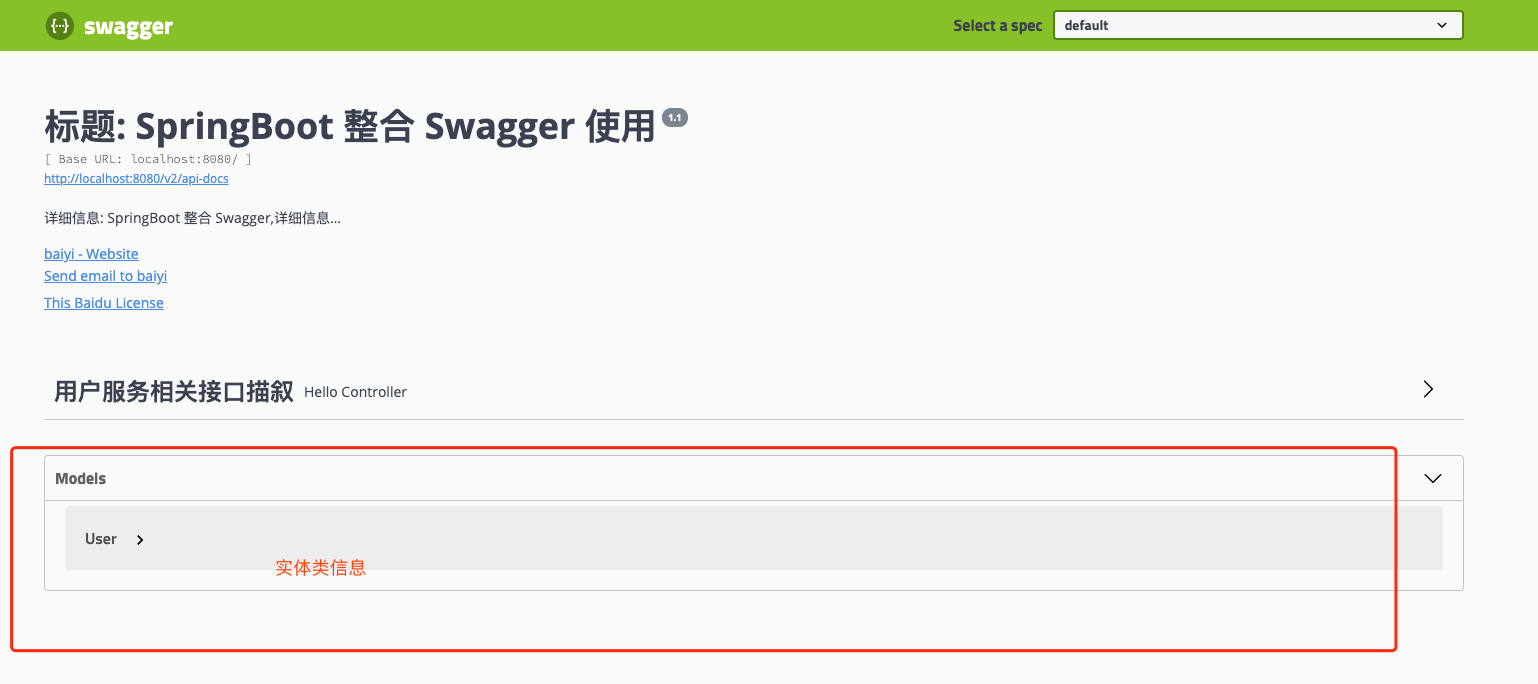 swagger
Select a spec
default
标题: SpringBoot 整合 Swagger 使用 1.1
[ Base URL: localhost:8080/ ]
http://localhost:8080/v2/api-docs
详细信息: SpringBoot 整合 Swagger,详细信息...
baiyi - Website
Send email to baiyi
This Baidu License
用户服务相关接口描叙 Hello Controller
Models
User
实体类信息